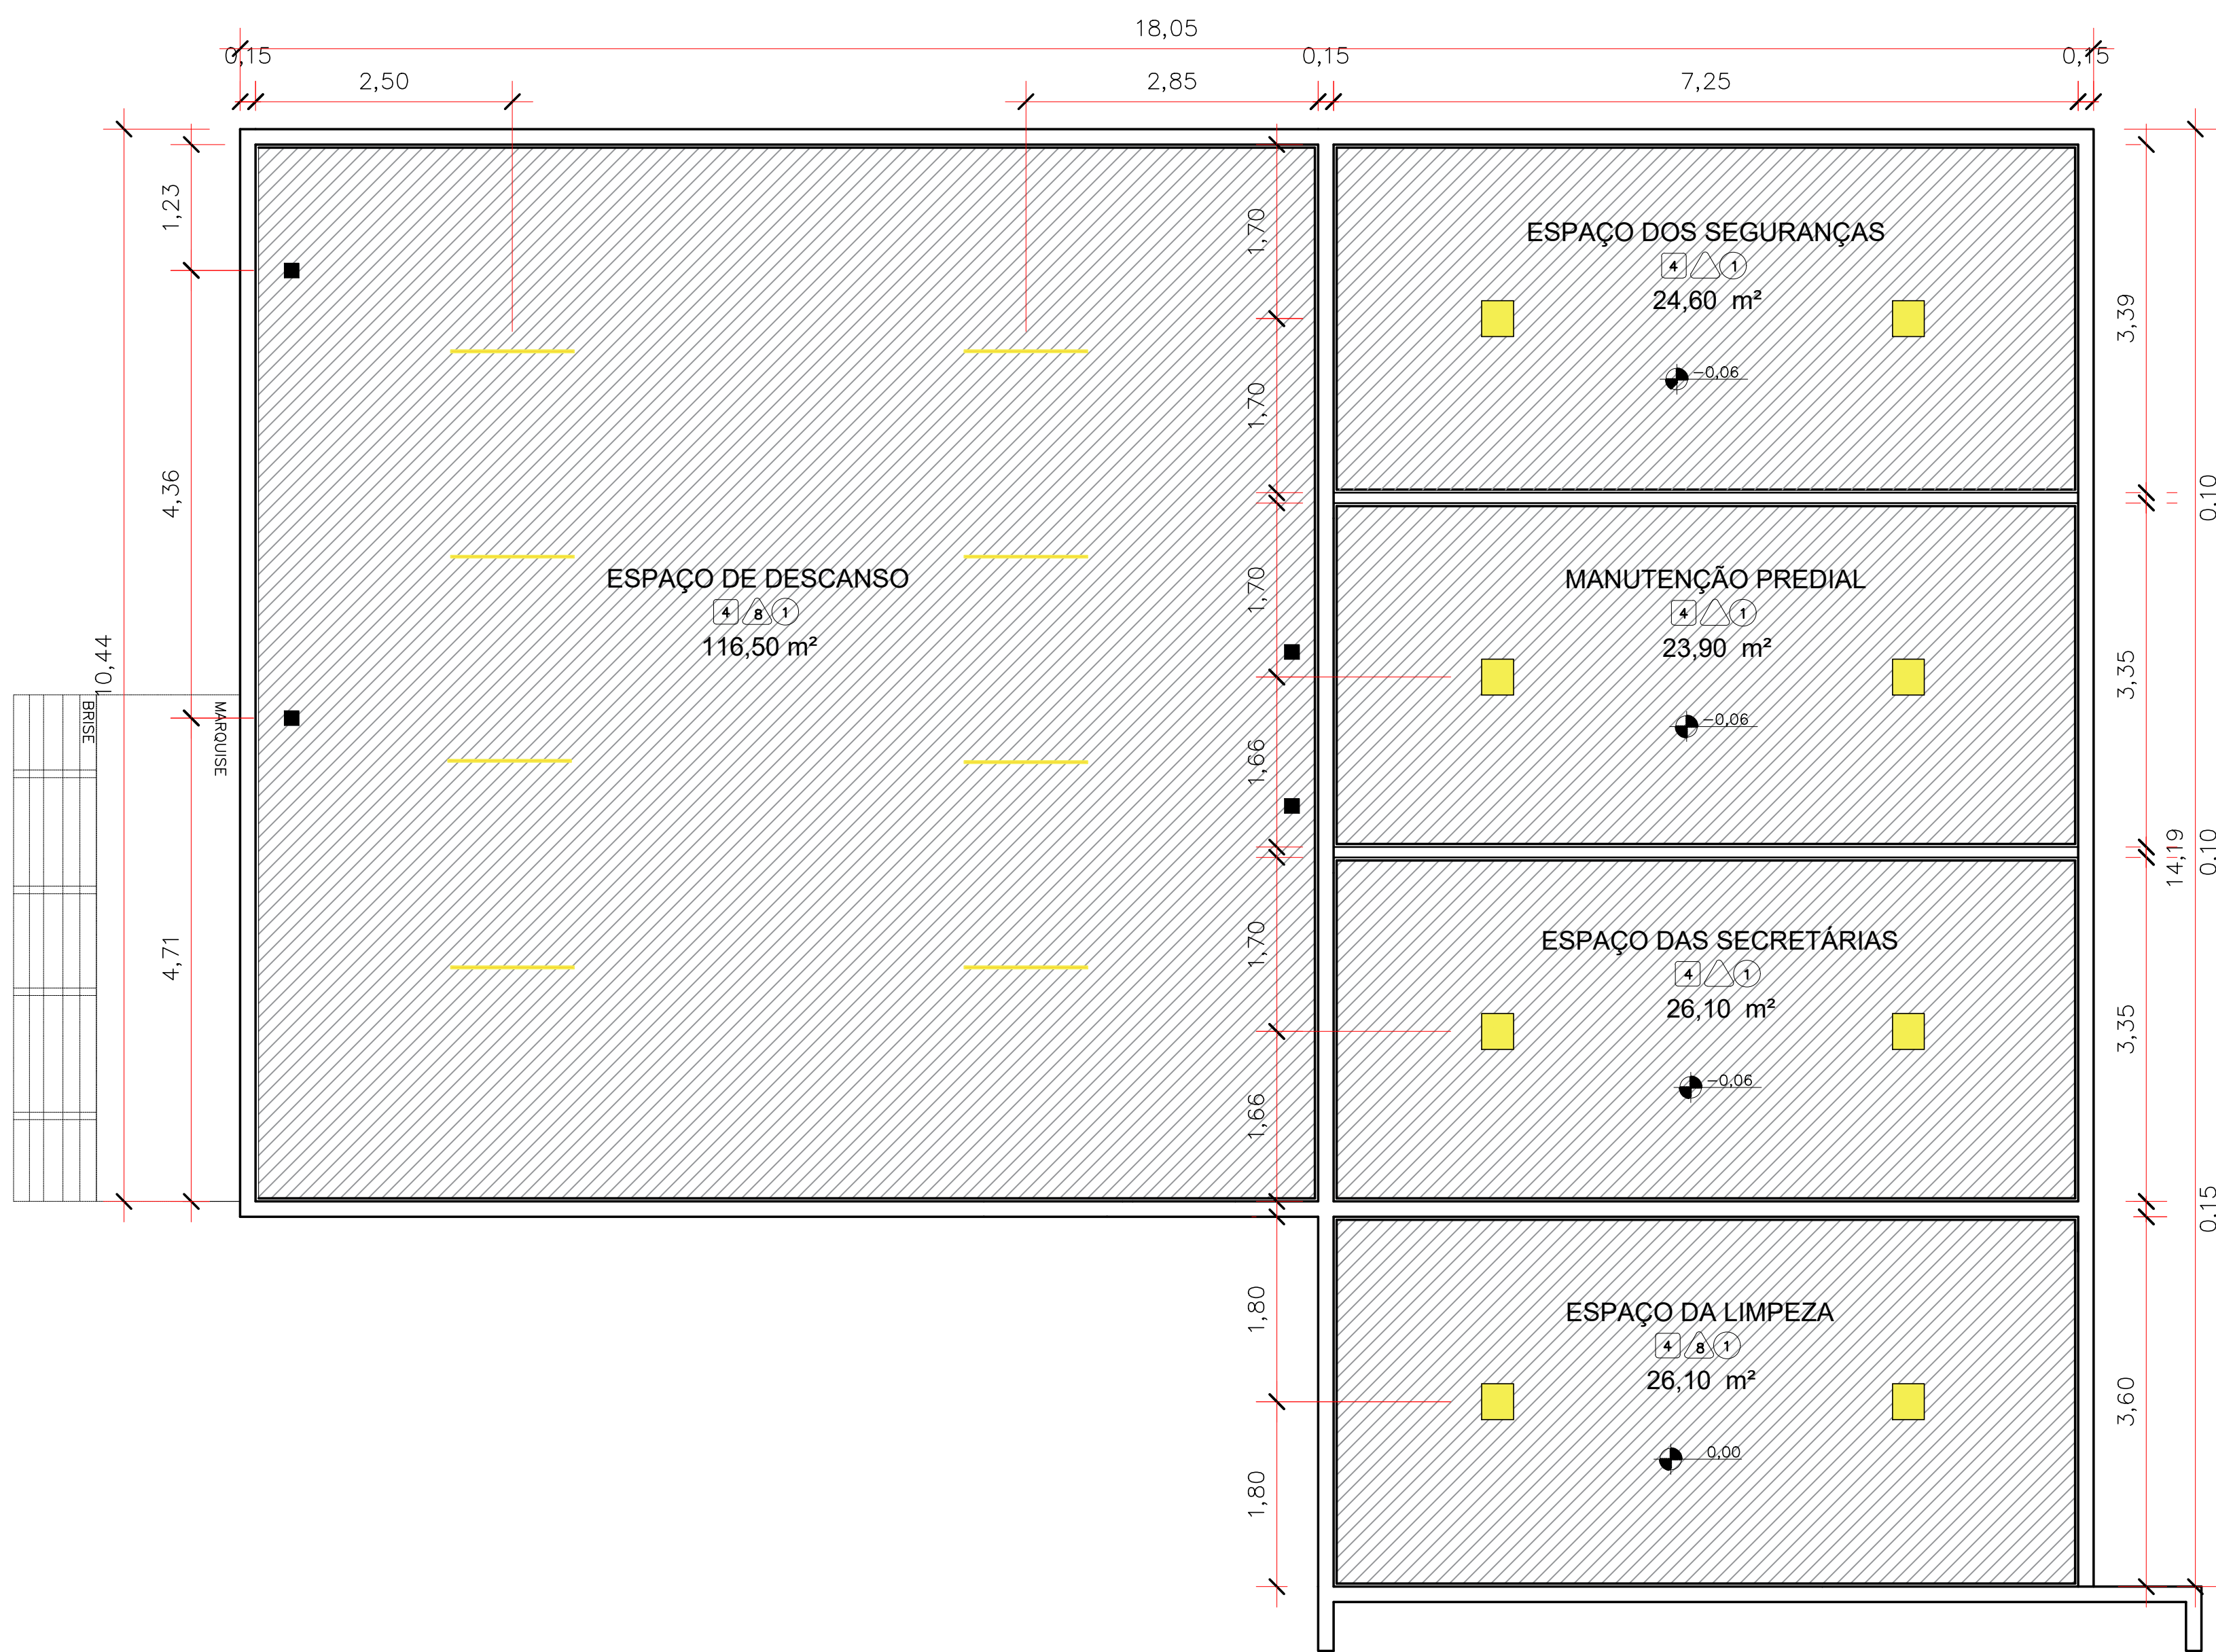 18,05
0,15
0,15
0,15
2,50
2,85
7,25
1,23
4,36
10,44
4,71
BRISE
MARQUISE
ESPAÇO DE DESCANSO
4 8 1
116,50 m²
1,70
1,70
1,70
1,66
1,70
1,66
1,80
1,80
ESPAÇO DOS SEGURANÇAS
4 1
24,60 m²
-0,06
MANUTENÇÃO PREDIAL
4 1
23,90 m²
-0,06
ESPAÇO DAS SECRETÁRIAS
4 1
26,10 m²
-0,06
ESPAÇO DA LIMPEZA
4 8 1
26,10 m²
0,00
3,39
0,10
3,35
14,19
0,10
3,35
0,15
3,60